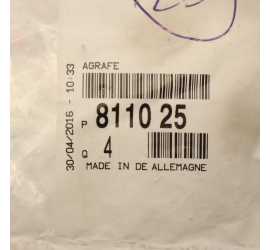 AGRAFE
30/04/2016 - 10:33
P 8110 25
Q 4
MADE IN DE ALLEMAGNE